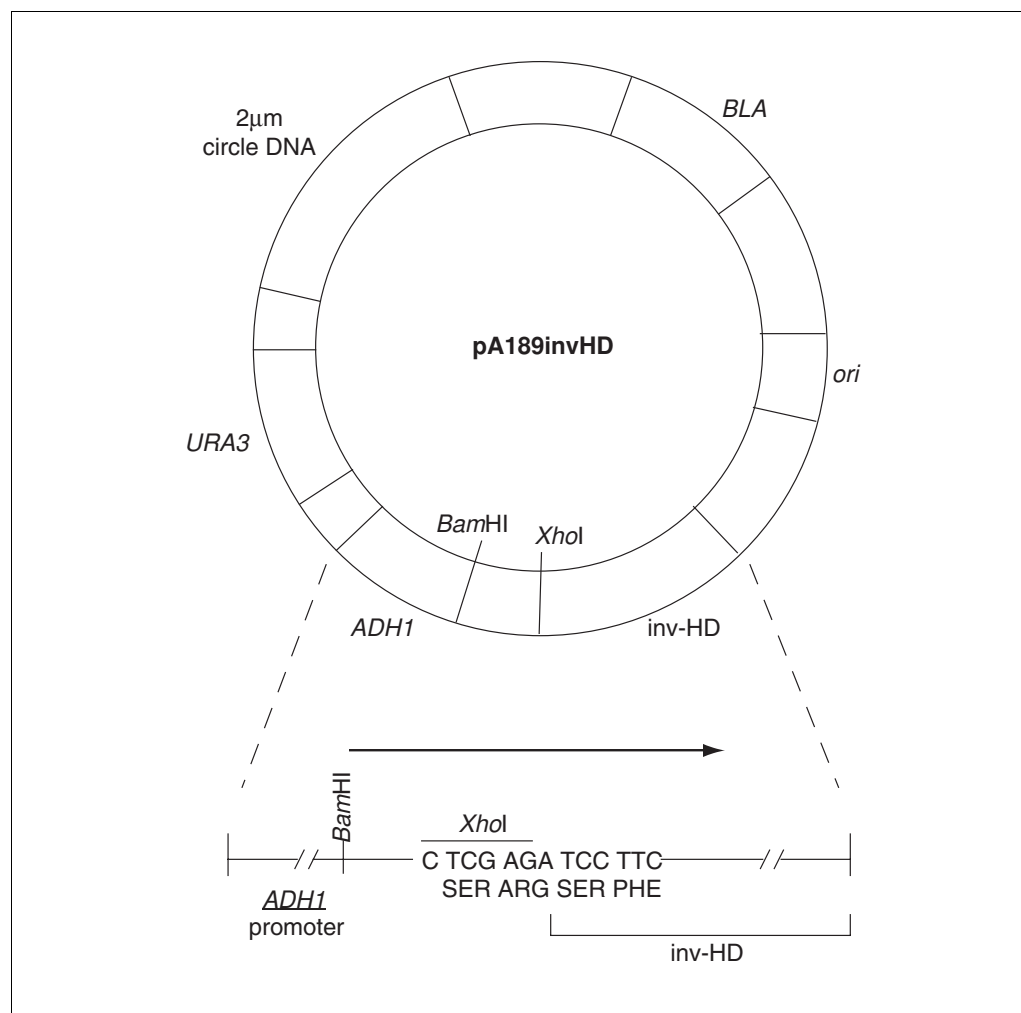 BLA
2μm
circle DNA
pA189invHD
ori
URA3
BamHI
XhoI
ADH1
inv-HD
BamHI
XhoI
C TCG AGA TCC TTC
SER ARG SER PHE
ADH1
promoter
inv-HD